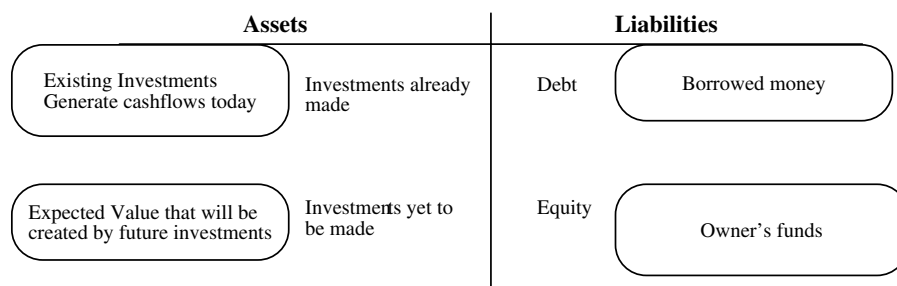 Assets
Liabilities
Existing Investments
Generate cashflows today
Investments already
made
Debt
Borrowed money
Expected Value that will be
created by future investments
Investments yet to
be made
Equity
Owner's funds